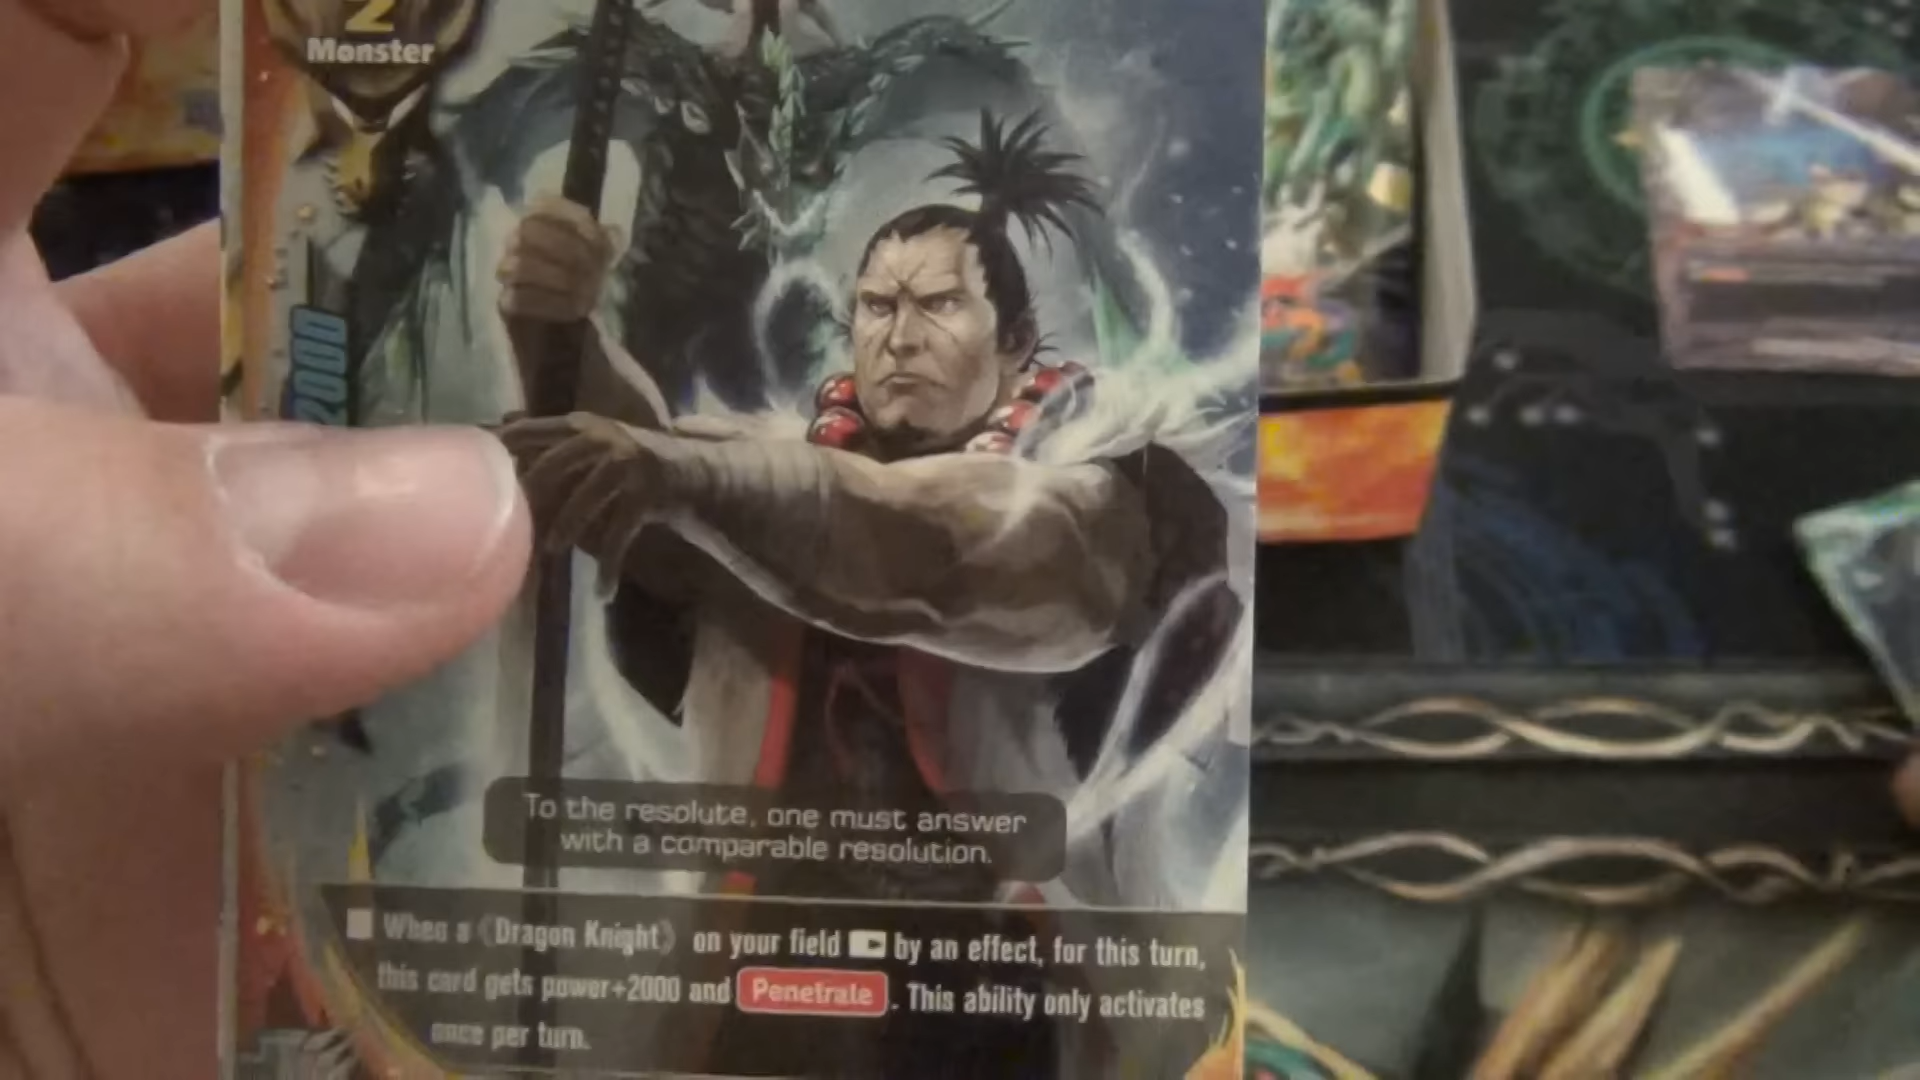 2
Monster
2000
To the resolute, one must answer
with a comparable resolution.
When a 《Dragon Knight》 on your field by an effect, for this turn,
this card gets power+2000 and Penetrate. This ability only activates
once per turn.